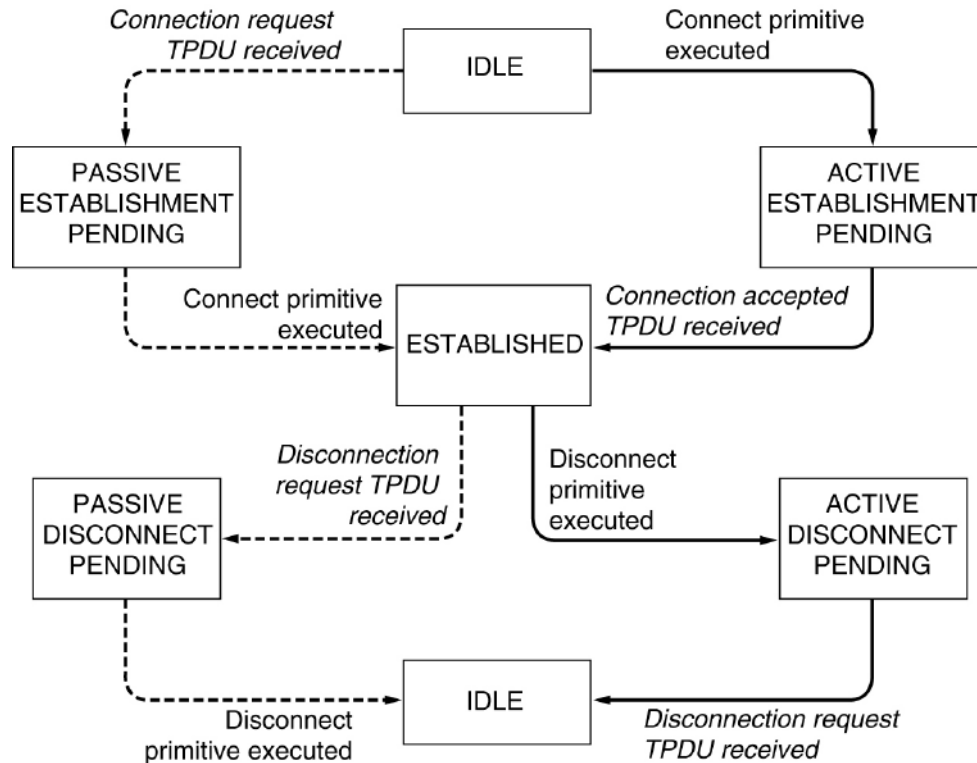 Connection request
TPDU received
IDLE
Connect primitive
executed
PASSIVE
ESTABLISHMENT
PENDING
ACTIVE
ESTABLISHMENT
PENDING
Connect primitive
executed
ESTABLISHED
Connection accepted
TPDU received
Disconnection
request TPDU
received
Disconnect
primitive
executed
PASSIVE
DISCONNECT
PENDING
ACTIVE
DISCONNECT
PENDING
Disconnect
primitive executed
IDLE
Disconnection request
TPDU received